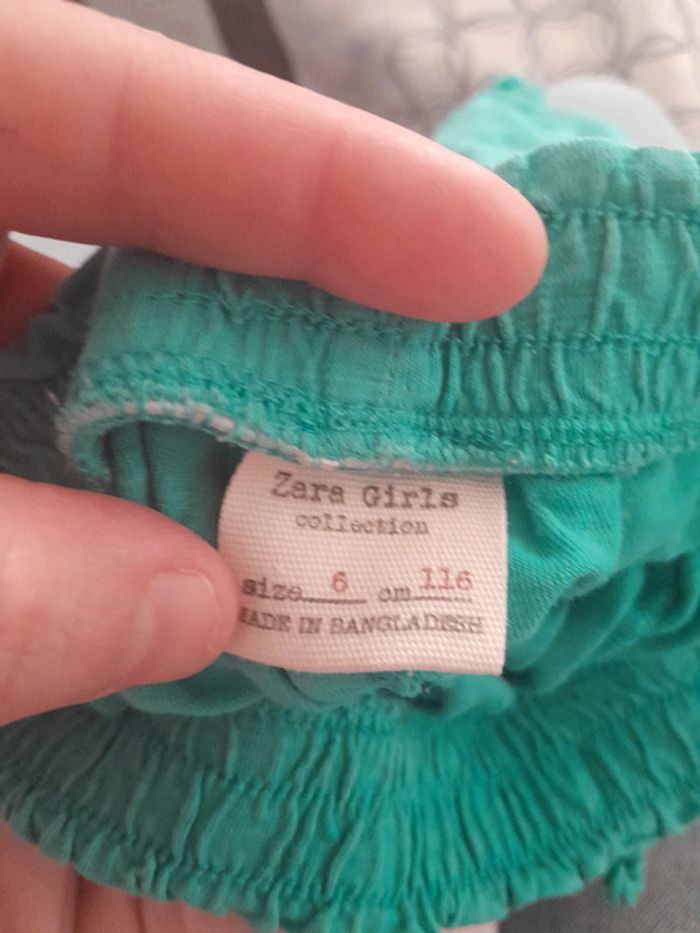 Zara Girls
collection
size 6 cm 116
MADE IN BANGLADESH